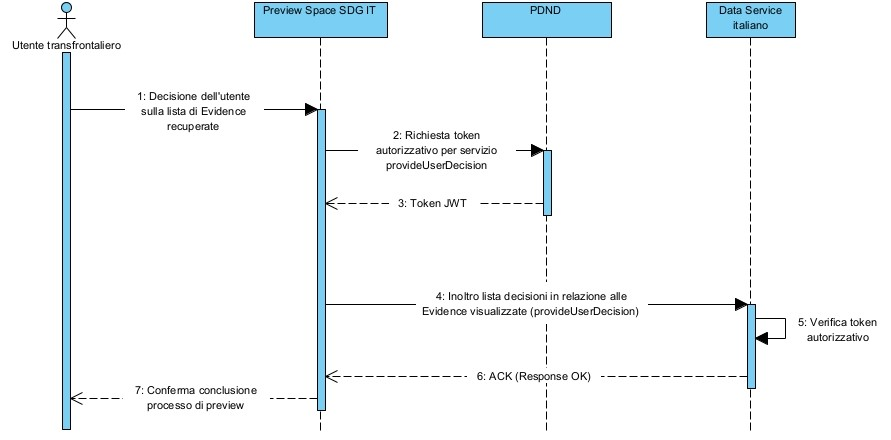 Preview Space SDG IT
PDND
Data Service
italiano
Utente transfrontaliero
1: Decisione dell'utente
sulla lista di Evidence
recuperate
2: Richiesta token
autorizzativo per servizio
provideUserDecision
3: Token JWT
4: Inoltro lista decisioni in relazione alle
Evidence visualizzate (provideUserDecision)
5: Verifica token
autorizzativo
6: ACK (Response OK)
7: Conferma conclusione
processo di preview